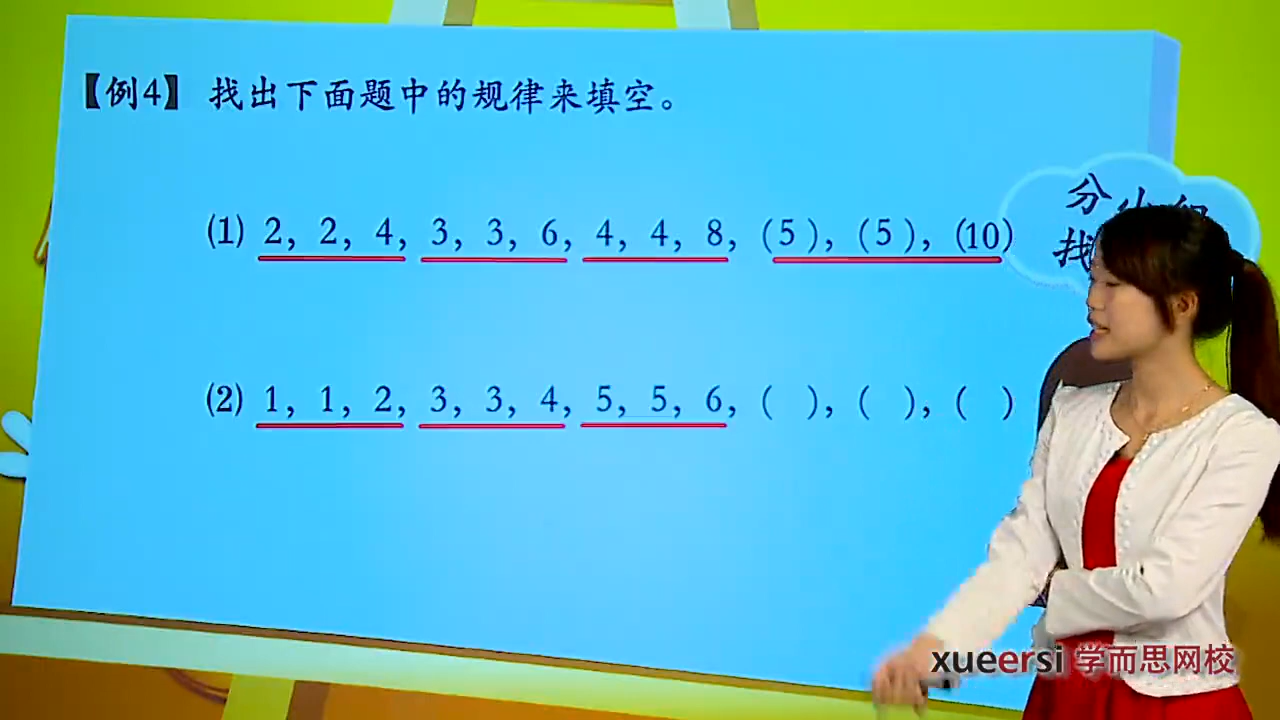 【例4】 找出下面题中的规律来填空。
分
找
(1) 2, 2, 4, 3, 3, 6, 4, 4, 8, (5), (5), (10)
(2) 1, 1, 2, 3, 3, 4, 5, 5, 6, ( ), ( ), ( )
xueersi 学而思网校